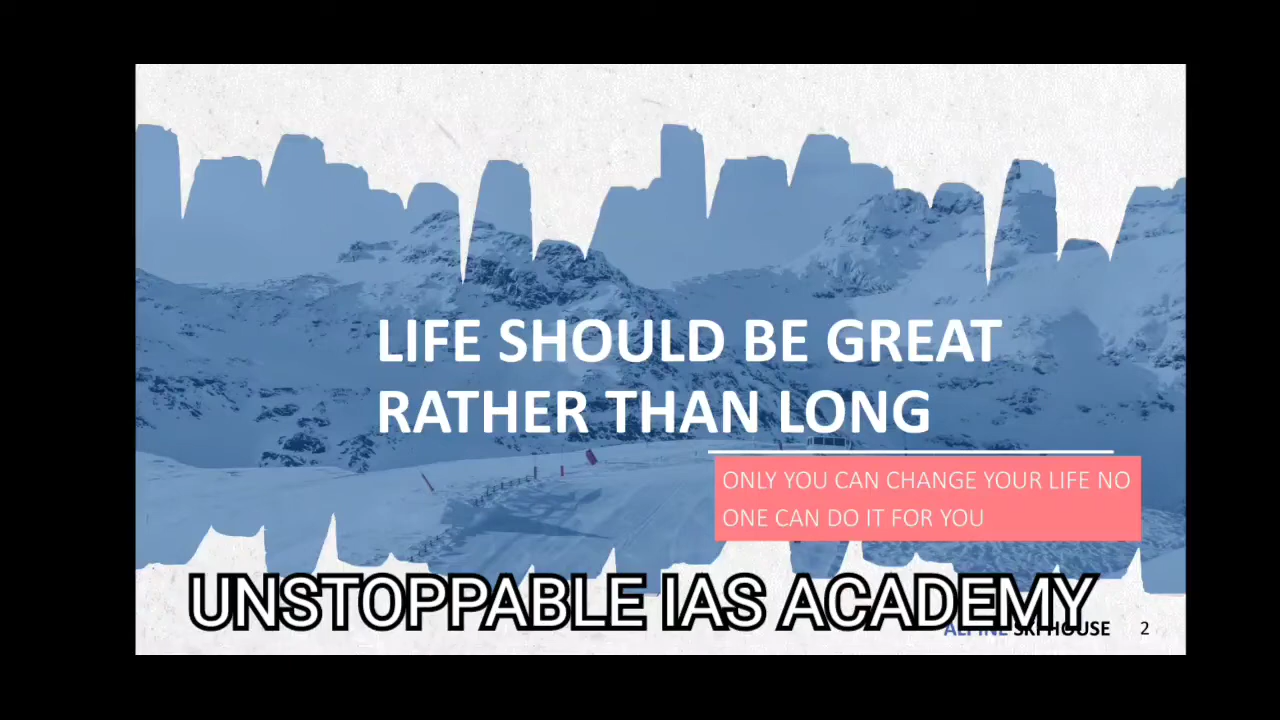 LIFE SHOULD BE GREAT
RATHER THAN LONG
ONLY YOU CAN CHANGE YOUR LIFE NO
ONE CAN DO IT FOR YOU
UNSTOPPABLE IAS ACADEMY
ALPINE SKI HOUSE 2